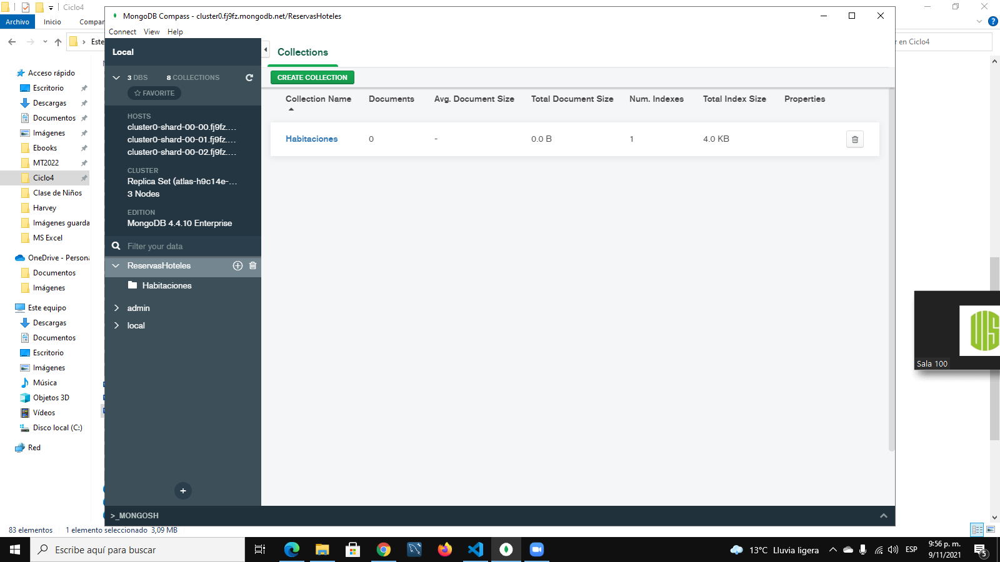 Ciclo4
Archivo
Inicio
Compar
Este
r en Ciclo4
Acceso rápido
Escritorio
Descargas
Documentos
Imágenes
Ebooks
MT2022
Ciclo4
Clase de Niños
Harvey
Imágenes guarda
MS Excel
OneDrive - Persona
Documentos
Imágenes
Este equipo
Descargas
Documentos
Escritorio
Imágenes
Música
Objetos 3D
Vídeos
Disco local (C:)
Red
83 elementos
1 elemento seleccionado 3,09 MB
MongoDB Compass - cluster0.fj9fz.mongodb.net/ReservasHoteles
Connect View Help
Local
3 DBS 8 COLLECTIONS
FAVORITE
HOSTS
cluster0-shard-00-00.fj9fz....
cluster0-shard-00-01.fj9fz....
cluster0-shard-00-02.fj9fz....
CLUSTER
Replica Set (atlas-h9c14e-...
3 Nodes
EDITION
MongoDB 4.4.10 Enterprise
Filter your data
ReservasHoteles
Habitaciones
admin
local
>_MONGOSH
Collections
CREATE COLLECTION
Collection Name Documents Avg. Document Size Total Document Size Num. Indexes Total Index Size Properties
Habitaciones 0 - 0.0 B 1 4.0 KB
UIS
Sala 100
Escribe aquí para buscar
13°C Lluvia ligera
ESP
9:56 p. m.
9/11/2021
5